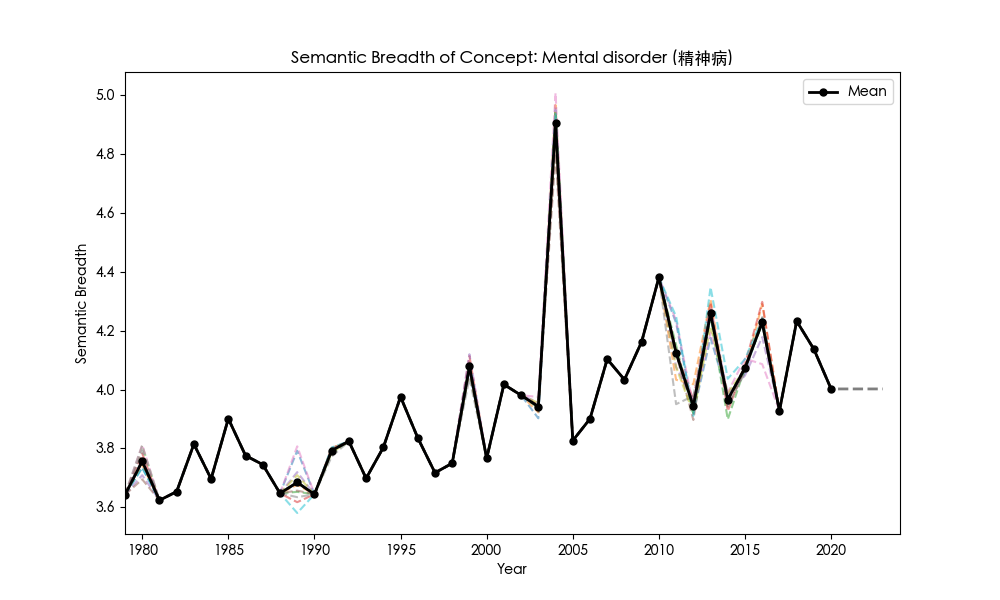 Semantic Breadth of Concept: Mental disorder (精神病)
Mean
Semantic Breadth
5.0
4.8
4.6
4.4
4.2
4.0
3.8
3.6
1980 1985 1990 1995 2000 2005 2010 2015 2020
Year